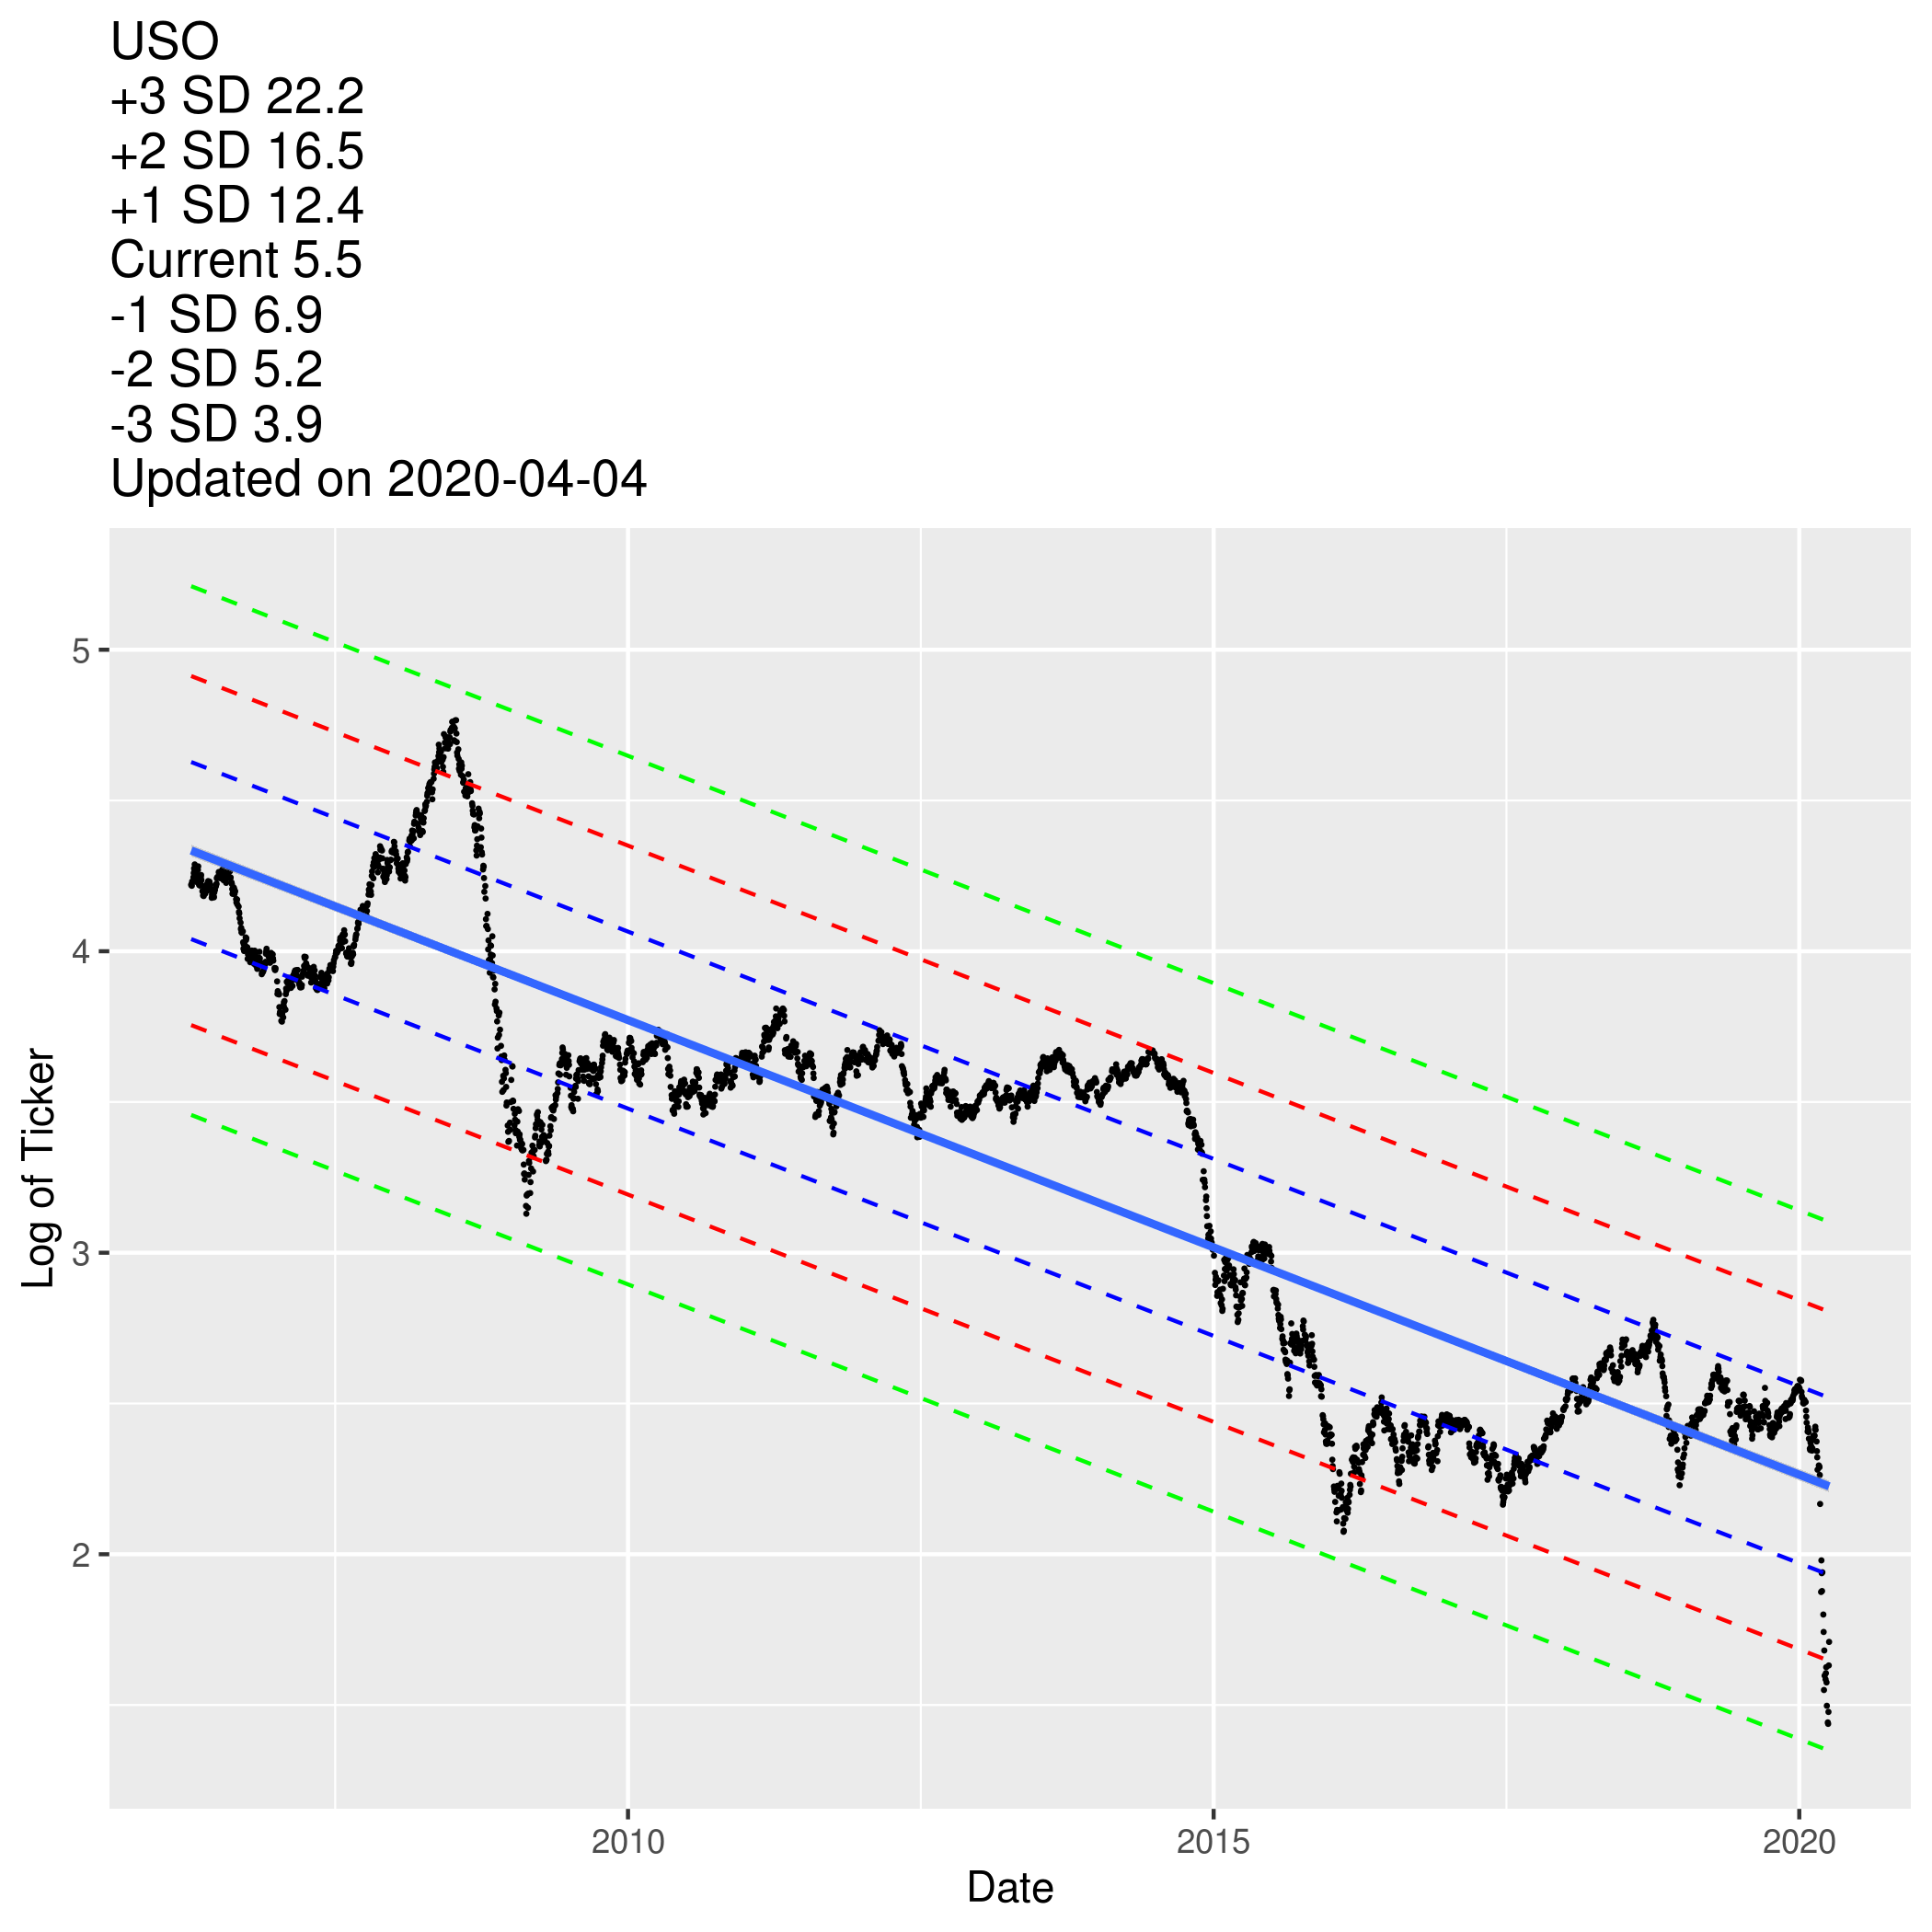 USO
+3 SD 22.2
+2 SD 16.5
+1 SD 12.4
Current 5.5
-1 SD 6.9
-2 SD 5.2
-3 SD 3.9
Updated on 2020-04-04
5
4
3
2
Log of Ticker
2010 2015 2020
Date